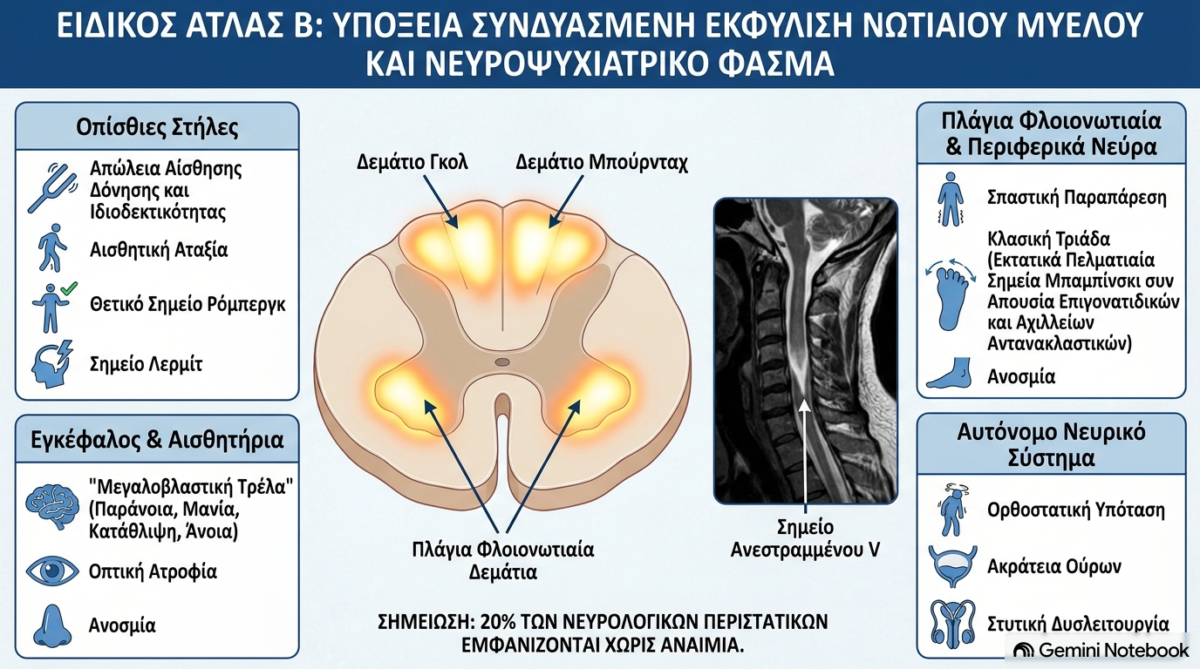 ΕΙΔΙΚΟΣ ΑΤΛΑΣ Β: ΥΠΟΞΕΙΑ ΣΥΝΔΥΑΣΜΕΝΗ ΕΚΦΥΛΙΣΗ ΝΩΤΙΑΙΟΥ ΜΥΕΛΟΥ
ΚΑΙ ΝΕΥΡΟΨΥΧΙΑΤΡΙΚΟ ΦΑΣΜΑ
Οπίσθιες Στήλες
Απώλεια Αίσθησης
Δόνησης και
Ιδιοδεκτικότητας
Αισθητική Αταξία
Θετικό Σημείο Ρόμπεργκ
Σημείο Λερμίτ
Εγκέφαλος & Αισθητήρια
"Μεγαλοβλαστική Τρέλα"
(Παράνοια, Μανία,
Κατάθλιψη, Άνοια)
Οπτική Ατροφία
Ανοσμία
Δεμάτιο Γκολ
Δεμάτιο Μπούρνταχ
Πλάγια Φλοιονωτιαία
Δεμάτια
Σημείο
Ανεστραμμένου V
ΣΗΜΕΙΩΣΗ: 20% ΤΩΝ ΝΕΥΡΟΛΟΓΙΚΩΝ ΠΕΡΙΣΤΑΤΙΚΩΝ
ΕΜΦΑΝΙΖΟΝΤΑΙ ΧΩΡΙΣ ΑΝΑΙΜΙΑ.
Πλάγια Φλοιονωτιαία
& Περιφερικά Νεύρα
Σπαστική Παραπάρεση
Κλασική Τριάδα
(Εκτατικά Πελματιαία
Σημεία Μπαμπίνσκι συν
Απουσία Επιγονατιδικών
και Αχιλλείων
Αντανακλαστικών)
Ανοσμία
Αυτόνομο Νευρικό
Σύστημα
Ορθοστατική Υπόταση
Ακράτεια Ούρων
Στυτική Δυσλειτουργία
Gemini Notebook